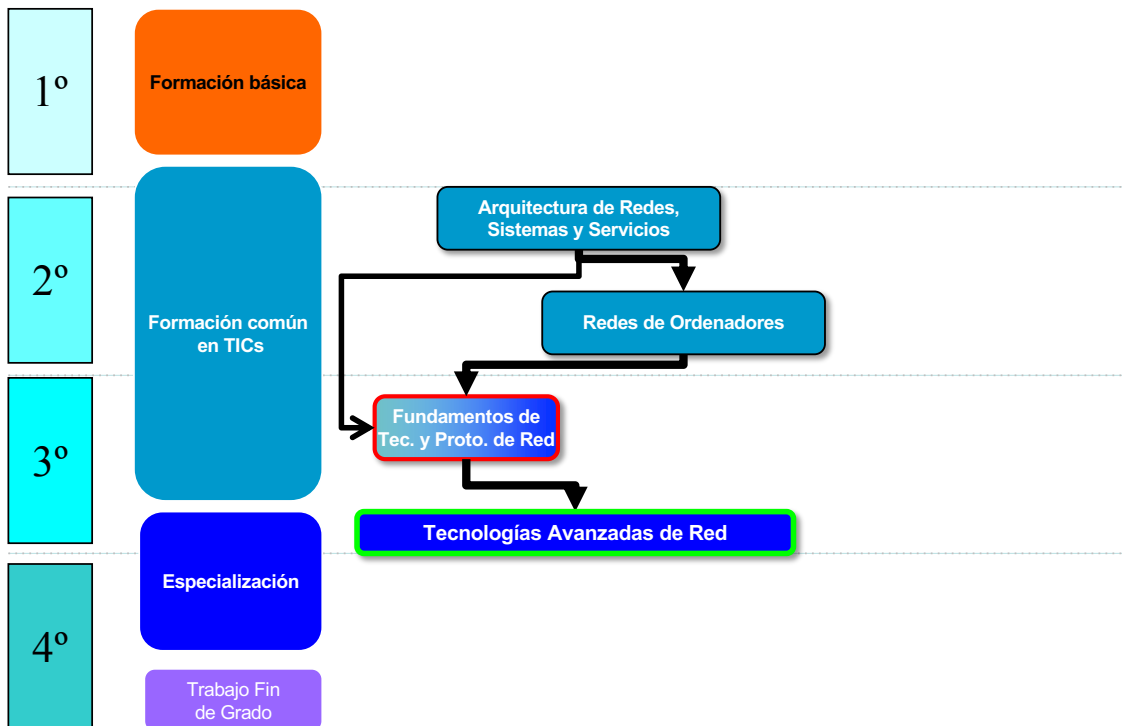 1º
Formación básica
2º
Arquitectura de Redes,
Sistemas y Servicios
Formación común
en TICs
Redes de Ordenadores
3º
Fundamentos de
Tec. y Proto. de Red
Tecnologías Avanzadas de Red
Especialización
4º
Trabajo Fin
de Grado